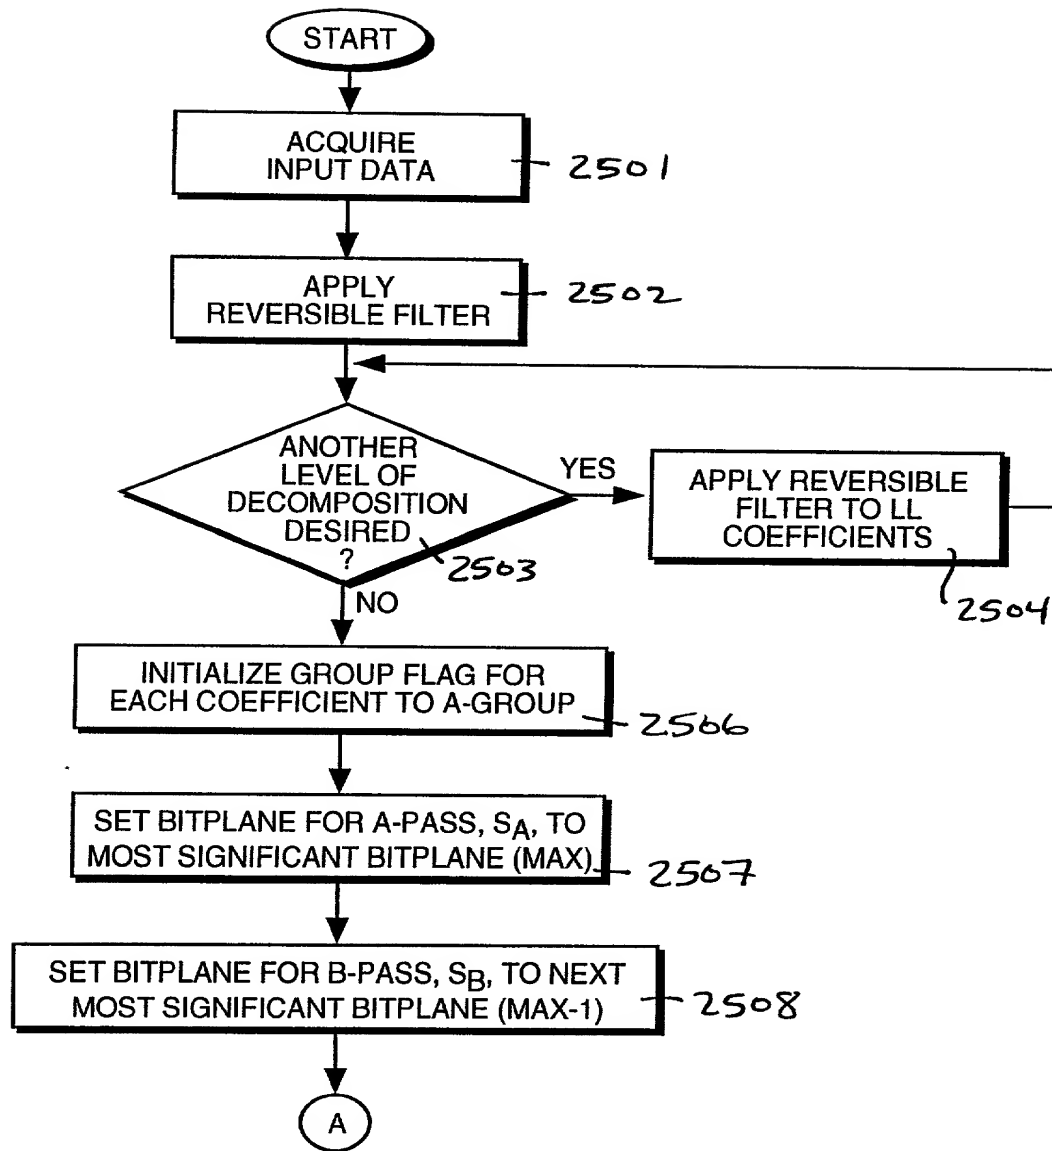 START
ACQUIRE
INPUT DATA
2501
APPLY
REVERSIBLE FILTER
2502
ANOTHER
LEVEL OF
DECOMPOSITION
DESIRED
?
2503
YES
APPLY REVERSIBLE
FILTER TO LL
COEFFICIENTS
2504
NO
INITIALIZE GROUP FLAG FOR
EACH COEFFICIENT TO A-GROUP
2506
SET BITPLANE FOR A-PASS, SA, TO
MOST SIGNIFICANT BITPLANE (MAX)
2507
SET BITPLANE FOR B-PASS, SB, TO NEXT
MOST SIGNIFICANT BITPLANE (MAX-1)
2508
A